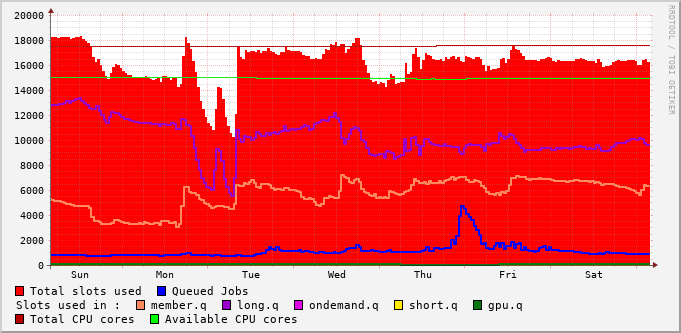 20000
18000
16000
14000
12000
10000
8000
6000
4000
2000
0
Sun Mon Tue Wed Thu Fri Sat
RRDTOOL / TOBI OETIKER
Total slots used Queued Jobs
Slots used in : member.q long.q ondemand.q short.q gpu.q
Total CPU cores Available CPU cores